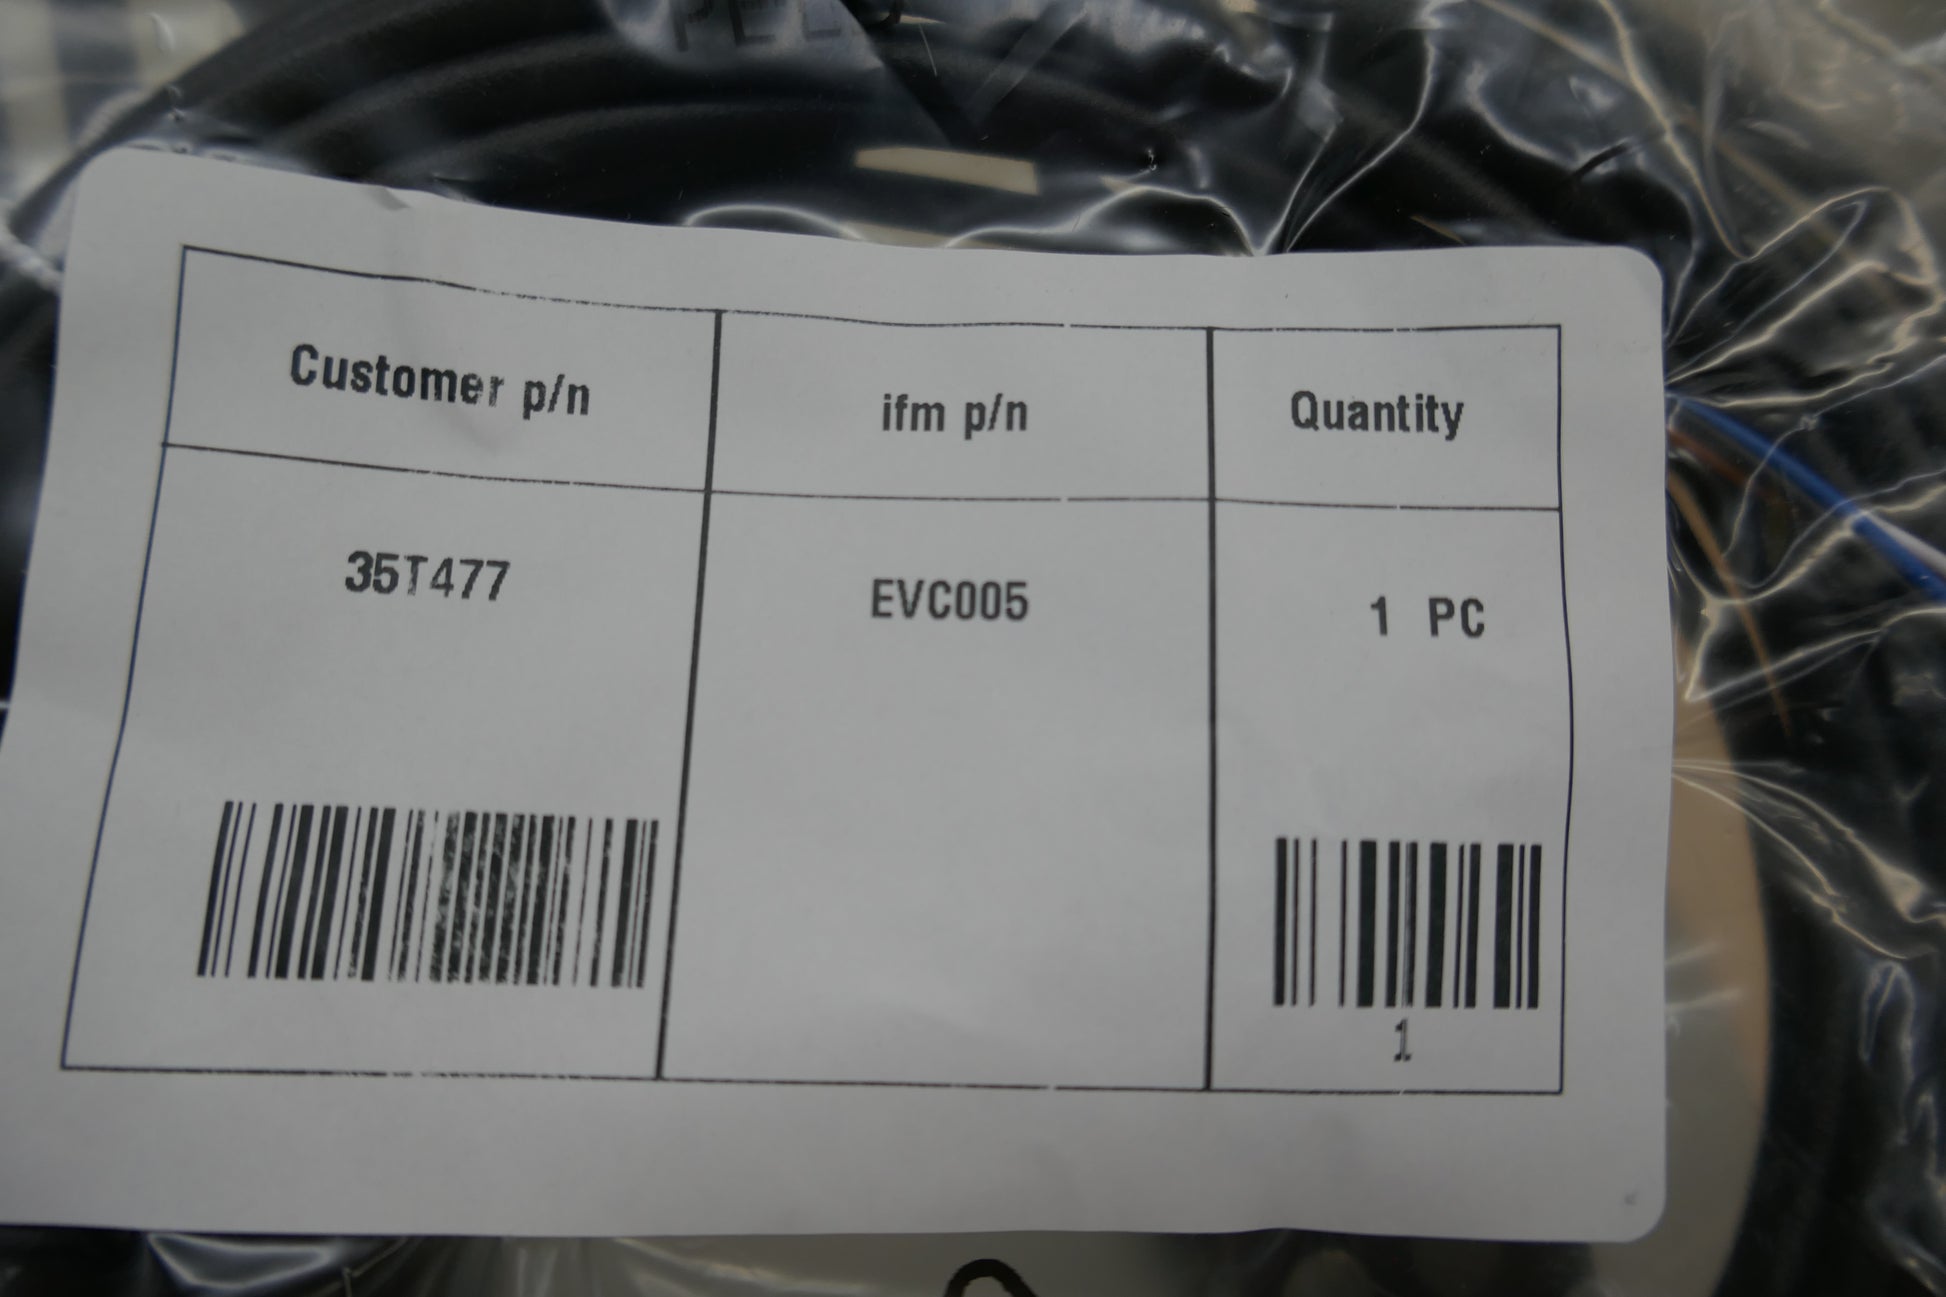 Customer p/n
ifm p/n
Quantity
35T477
EVC005
1 PC
1